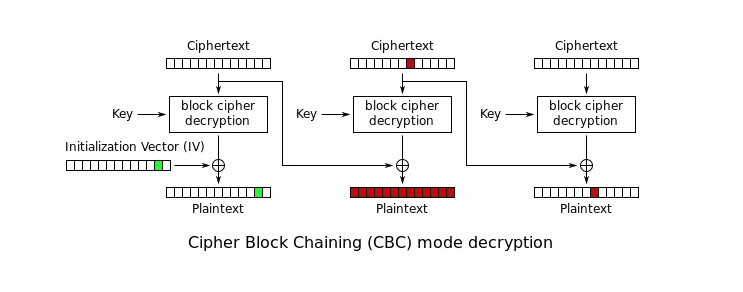 Ciphertext
Ciphertext
Ciphertext
Key
block cipher
decryption
Key
block cipher
decryption
Key
block cipher
decryption
Initialization Vector (IV)
Plaintext
Plaintext
Plaintext
Cipher Block Chaining (CBC) mode decryption